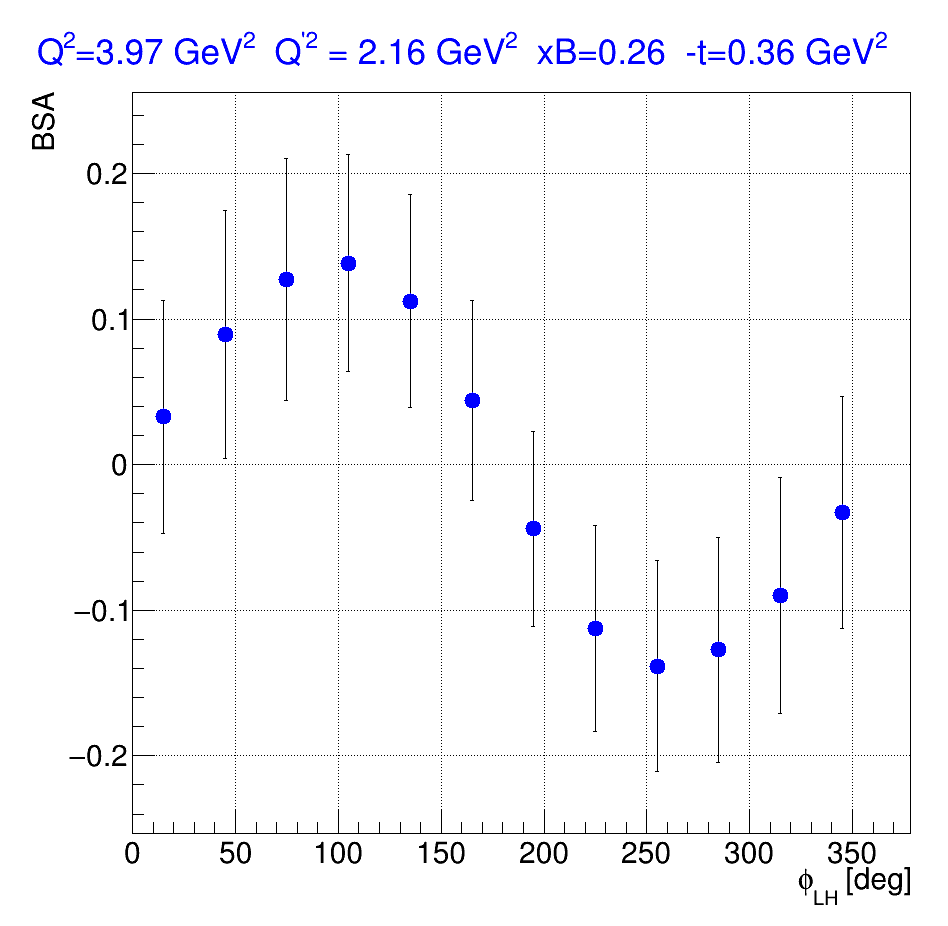 Q²=3.97 GeV² Q'² = 2.16 GeV² xB=0.26 -t=0.36 GeV²
BSA
0.2
0.1
0
−0.1
−0.2
0 50 100 150 200 250 300 350
ϕ_LH [deg]